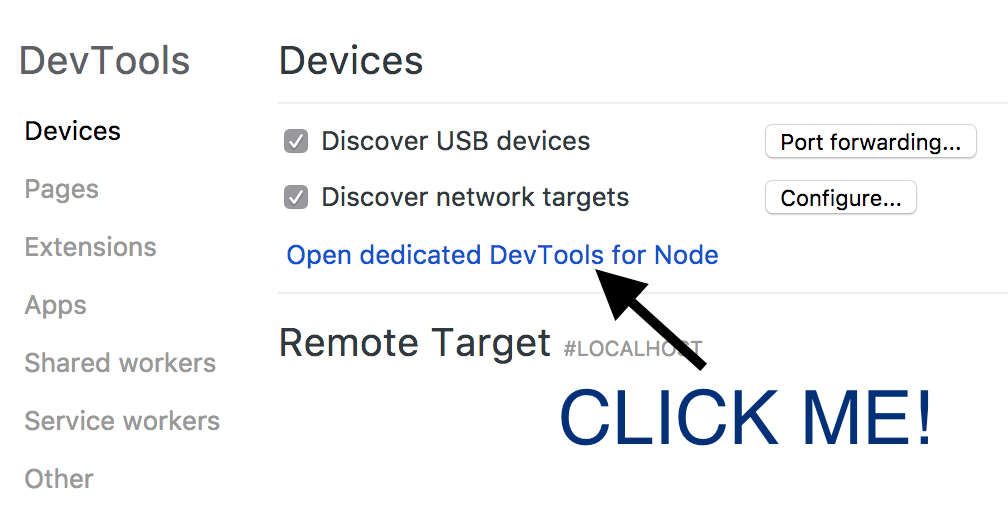 DevTools
Devices
Pages
Extensions
Apps
Shared workers
Service workers
Other
Devices
Discover USB devices
Port forwarding...
Discover network targets
Configure...
Open dedicated DevTools for Node
Remote Target #LOCALHOST
CLICK ME!